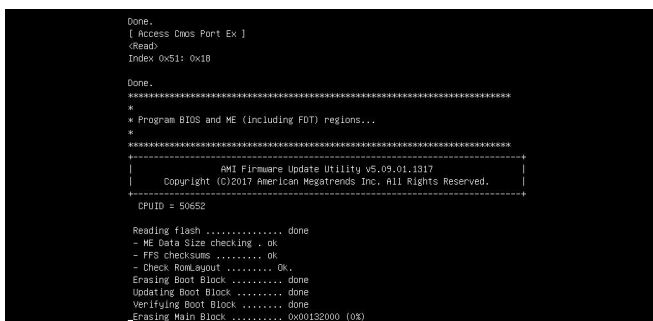 Done.
[ Access Cmos Port Ex ]
<Read>
Index 0x51: 0x18
Done.
*************************************************************************
*
* Program BIOS and ME (including FDT) regions...
*
*************************************************************************
+---------------------------------------------------------------------------+
| AMI Firmware Update Utility v5.09.01.1317 |
| Copyright (C)2017 American Megatrends Inc. All Rights Reserved. |
+---------------------------------------------------------------------------+
CPUID = 50652
Reading flash ............... done
- ME Data Size checking . ok
- FFS checksums ......... ok
- Check RomLayout ........ Ok.
Erasing Boot Block .......... done
Updating Boot Block ......... done
Verifying Boot Block ........ done
_Erasing Main Block .......... 0x00132000 (0%)